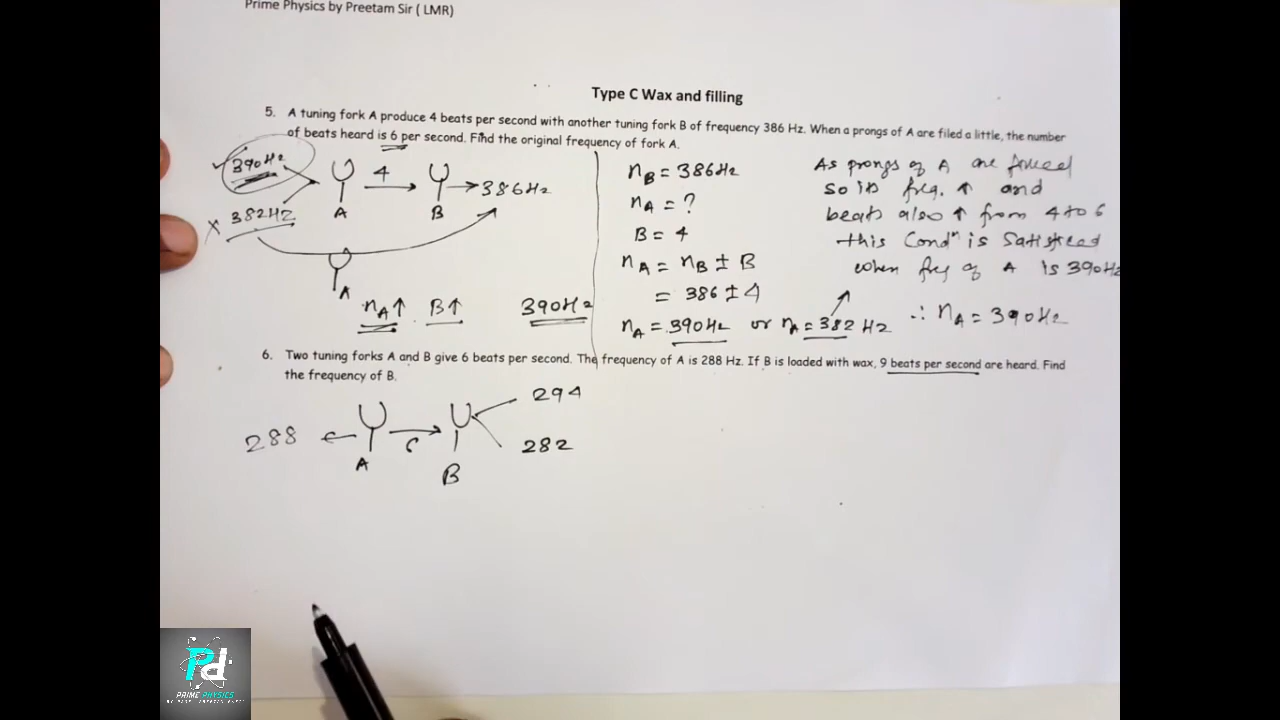 Prime Physics by Preetam Sir ( LMR)
Type C Wax and filling
5. A tuning fork A produce 4 beats per second with another tuning fork B of frequency 386 Hz. When a prongs of A are filed a little, the number
of beats heard is 6 per second. Find the original frequency of fork A.
390Hz
4
386Hz
A
B
x 382HZ
A
nA↑ B↑ 390Hz
nB = 386Hz
nA = ?
B = 4
nA = nB ± B
= 386 ± 4
nA = 390Hz or nA = 382 Hz
As prongs of A are
so its freq. ↑ and
beats also ↑ from 4 to 6
this Condn is Satisfied
when freq of A is 390Hz
∴ nA = 390Hz
6. Two tuning forks A and B give 6 beats per second. The frequency of A is 288 Hz. If B is loaded with wax, 9 beats per second are heard. Find
the frequency of B.
288
6
294
282
A
B
Pd
PRIME PHYSICS